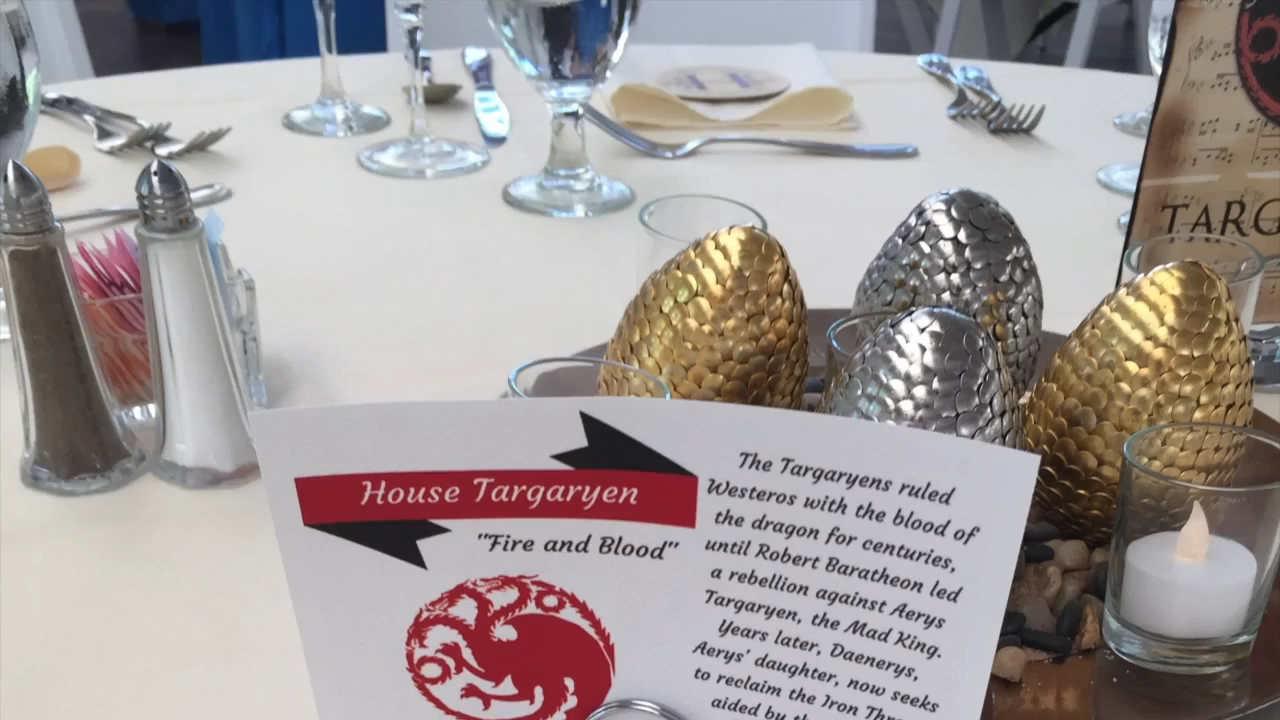 TARG
House Targaryen
"Fire and Blood"
The Targaryens ruled
Westeros with the blood of
the dragon for centuries,
until Robert Baratheon led
a rebellion against Aerys
Targaryen, the Mad King.
Years later, Daenerys,
Aerys' daughter, now seeks
to reclaim the Iron Thr
aided by th